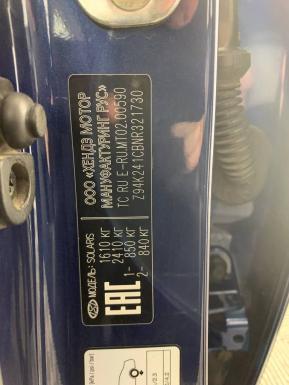 ООО «ХЕНДЭ МОТОР
МАНУФАКТУРИНГ РУС»
TC RU E-RU.MT02.00590
Z94K241CBNR321730
МОДЕЛЬ: SOLARIS
1610 КГ
2410 КГ
1- 850 КГ
2- 840 КГ
ЕАС